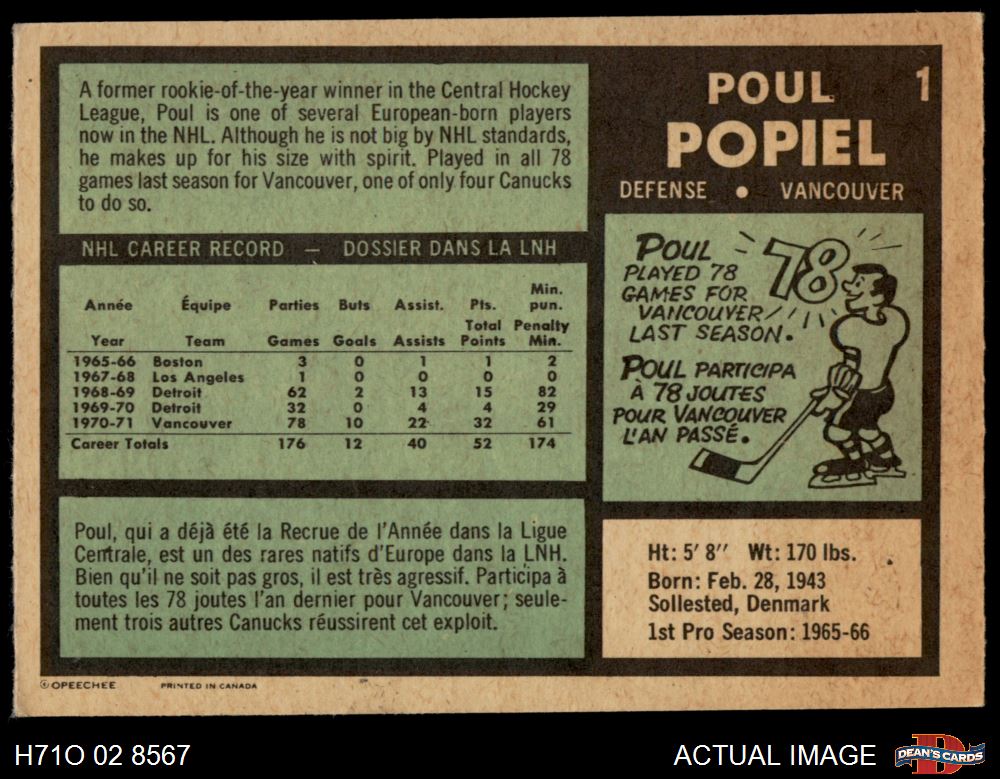 A former rookie-of-the-year winner in the Central Hockey
League, Poul is one of several European-born players
now in the NHL. Although he is not big by NHL standards,
he makes up for his size with spirit. Played in all 78
games last season for Vancouver, one of only four Canucks
to do so.
POUL 1
POPIEL
DEFENSE • VANCOUVER
NHL CAREER RECORD — DOSSIER DANS LA LNH
Année Équipe Parties Buts Assist. Pts. Min. pun.
Year Team Games Goals Assists Total Points Penalty Min.
1965-66 Boston 3 0 1 1 2
1967-68 Los Angeles 1 0 0 0 0
1968-69 Detroit 62 2 13 15 82
1969-70 Detroit 32 0 4 4 29
1970-71 Vancouver 78 10 22 32 61
Career Totals 176 12 40 52 174
POUL
PLAYED 78
GAMES FOR
VANCOUVER
LAST SEASON.
78
POUL PARTICIPA
À 78 JOUTES
POUR VANCOUVER
L'AN PASSÉ.
Poul, qui a déjà été la Recrue de l'Année dans la Ligue
Centrale, est un des rares natifs d'Europe dans la LNH.
Bien qu'il ne soit pas gros, il est très agressif. Participa à
toutes les 78 joutes l'an dernier pour Vancouver; seule-
ment trois autres Canucks réussirent cet exploit.
Ht: 5' 8" Wt: 170 lbs.
Born: Feb. 28, 1943
Sollested, Denmark
1st Pro Season: 1965-66
© OPEECHEE PRINTED IN CANADA
H71O 02 8567 ACTUAL IMAGE DEAN'S CARDS